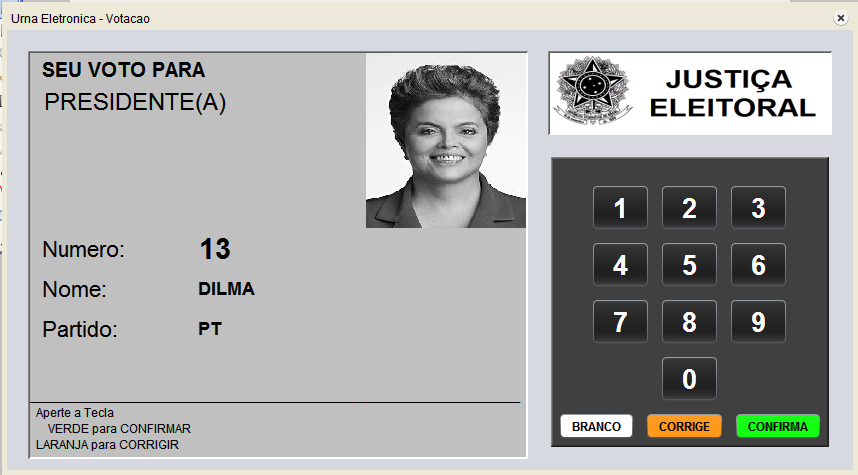 Urna Eletronica - Votacao
SEU VOTO PARA
PRESIDENTE(A)
Numero: 13
Nome: DILMA
Partido: PT
Aperte a Tecla
VERDE para CONFIRMAR
LARANJA para CORRIGIR
JUSTIÇA
ELEITORAL
1 2 3
4 5 6
7 8 9
0
BRANCO CORRIGE CONFIRMA